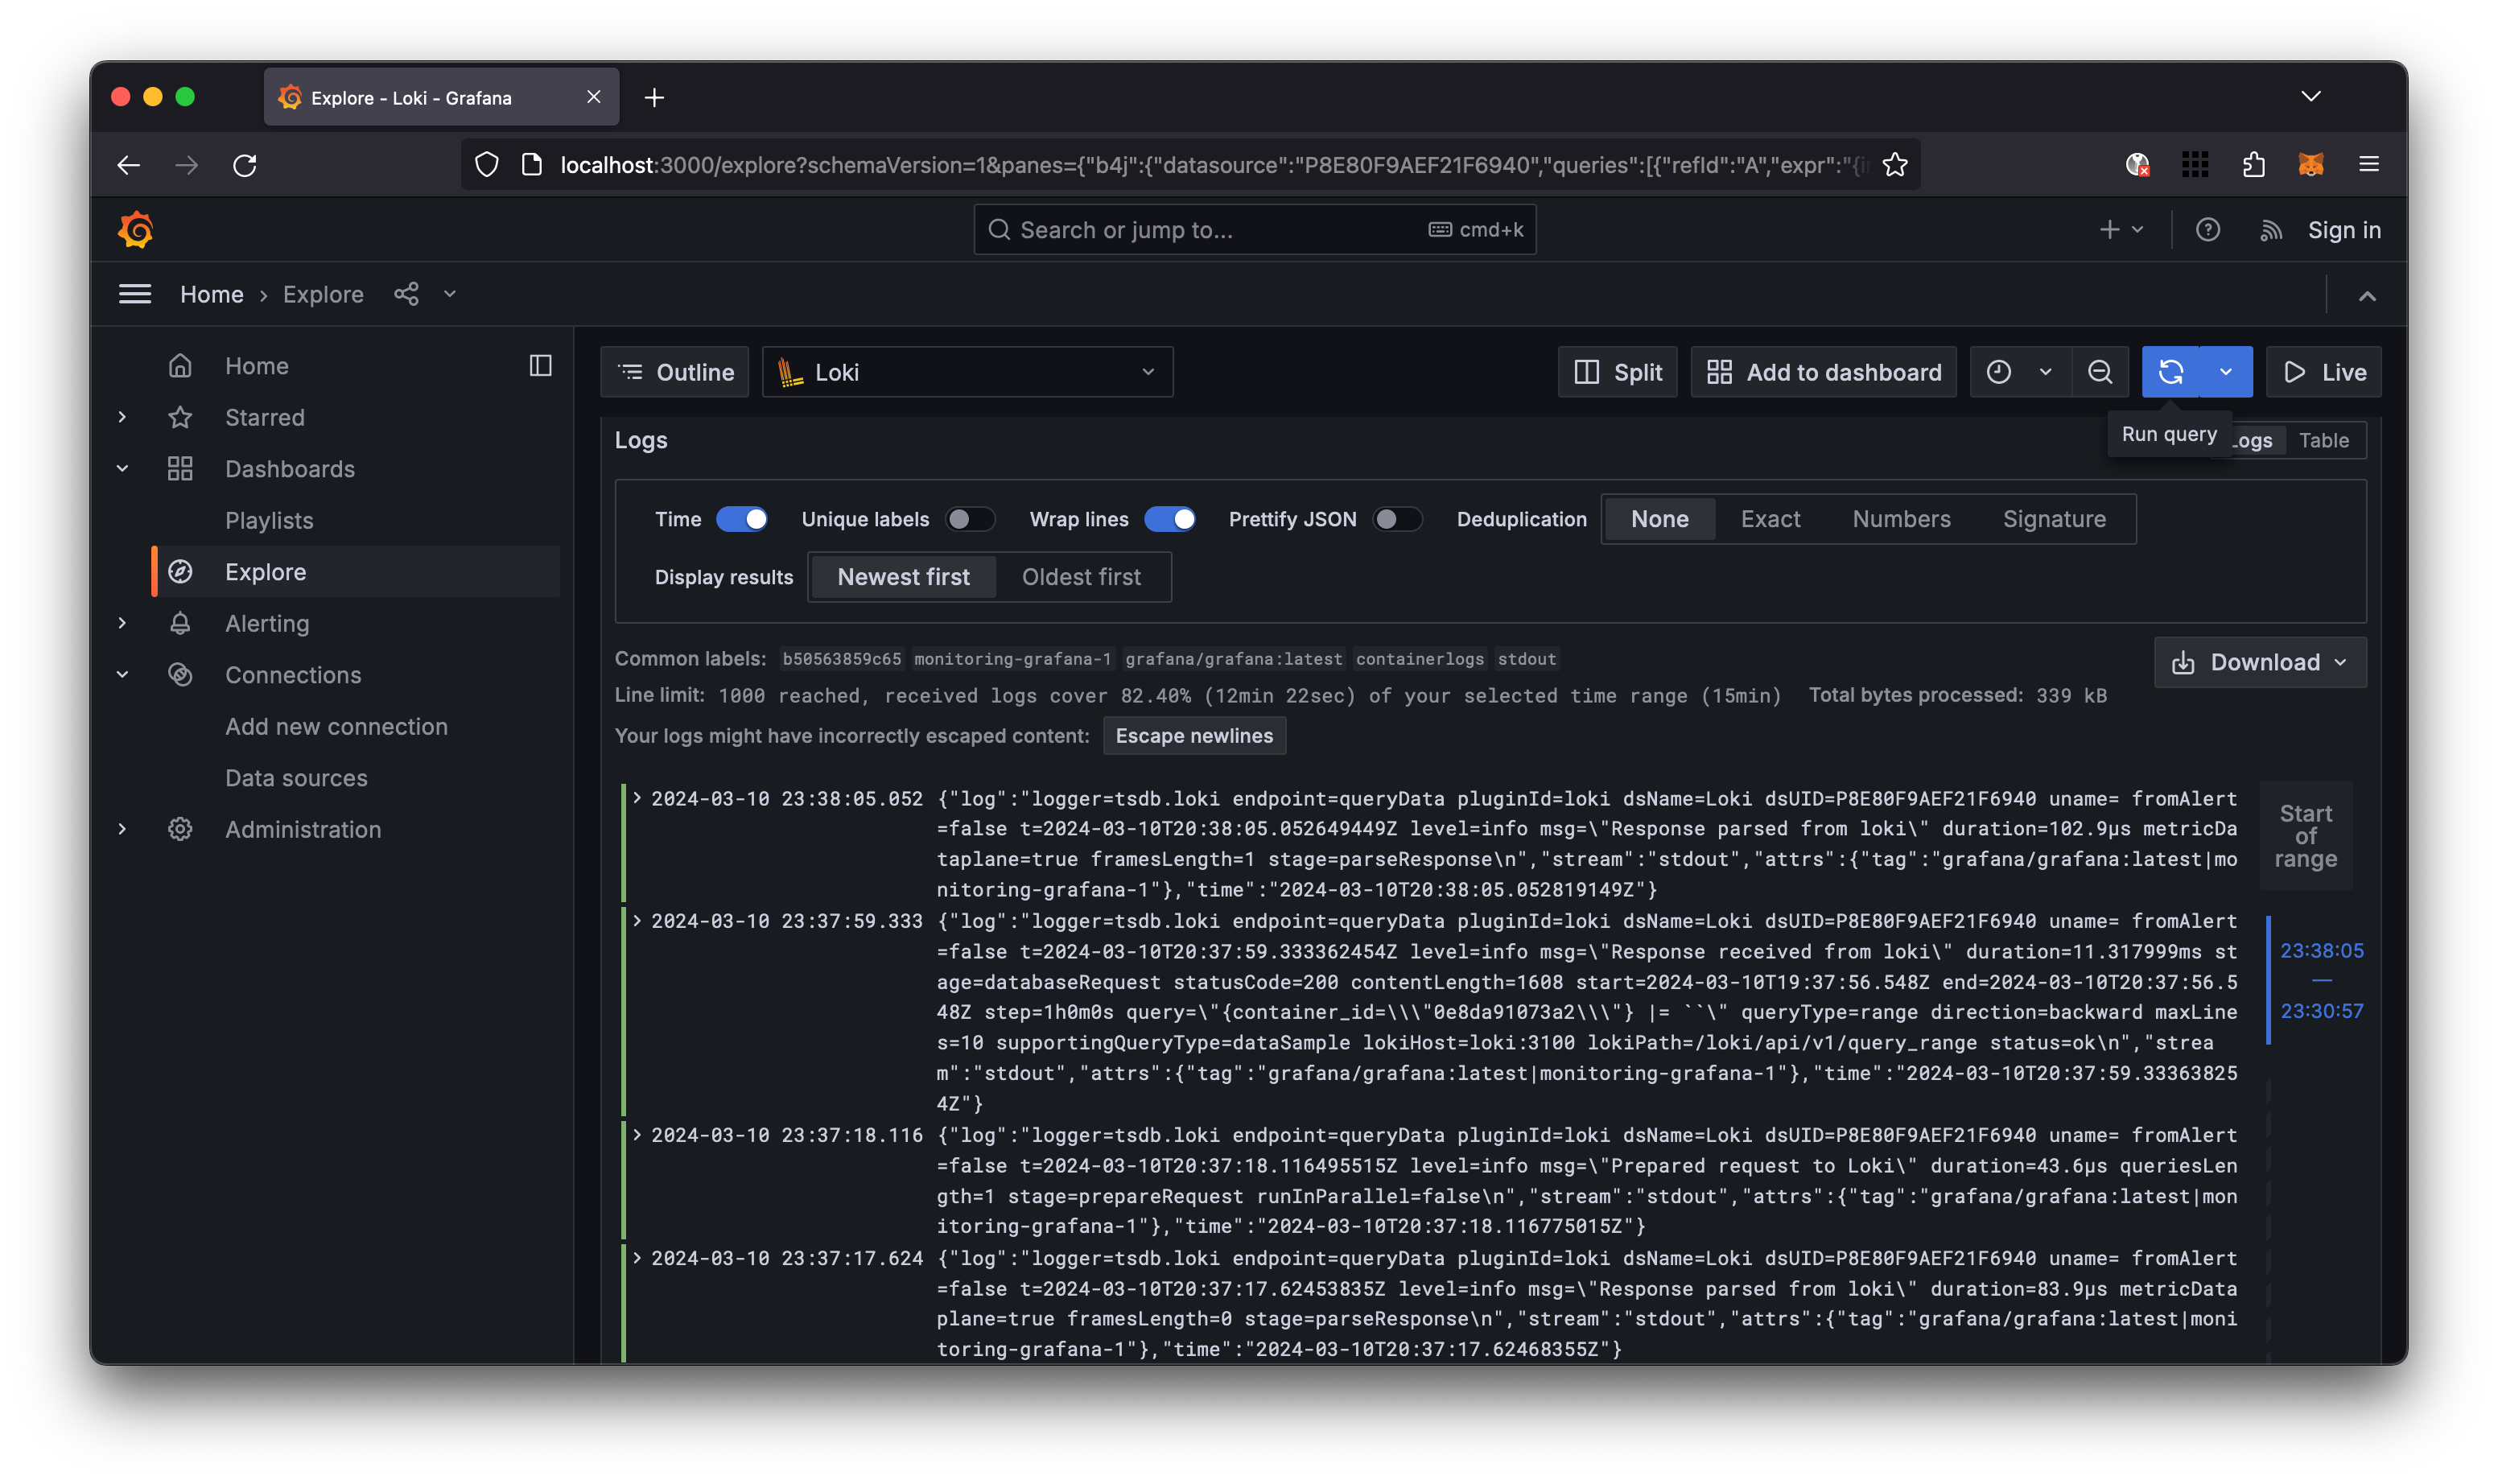 Explore - Loki - Grafana
localhost:3000/explore?schemaVersion=1&panes={"b4j":{"datasource":"P8E80F9AEF21F6940","queries":[{"refId":"A","expr":"{i
Search or jump to... cmd+k Sign in
Home › Explore
Home
Starred
Dashboards
Playlists
Explore
Alerting
Connections
Add new connection
Data sources
Administration
Outline Loki Split Add to dashboard Live
Run query
Logs Logs Table
Time Unique labels Wrap lines Prettify JSON Deduplication None Exact Numbers Signature
Display results Newest first Oldest first
Common labels: b50563859c65 monitoring-grafana-1 grafana/grafana:latest containerlogs stdout
Download
Line limit: 1000 reached, received logs cover 82.40% (12min 22sec) of your selected time range (15min) Total bytes processed: 339 kB
Your logs might have incorrectly escaped content: Escape newlines
2024-03-10 23:38:05.052 {"log":"logger=tsdb.loki endpoint=queryData pluginId=loki dsName=Loki dsUID=P8E80F9AEF21F6940 uname= fromAlert
=false t=2024-03-10T20:38:05.052649449Z level=info msg=\"Response parsed from loki\" duration=102.9µs metricDa
taplane=true framesLength=1 stage=parseResponse\n","stream":"stdout","attrs":{"tag":"grafana/grafana:latest|mo
nitoring-grafana-1"},"time":"2024-03-10T20:38:05.052819149Z"}
2024-03-10 23:37:59.333 {"log":"logger=tsdb.loki endpoint=queryData pluginId=loki dsName=Loki dsUID=P8E80F9AEF21F6940 uname= fromAlert
=false t=2024-03-10T20:37:59.333362454Z level=info msg=\"Response received from loki\" duration=11.317999ms st
age=databaseRequest statusCode=200 contentLength=1608 start=2024-03-10T19:37:56.548Z end=2024-03-10T20:37:56.5
48Z step=1h0m0s query=\"{container_id=\\\"0e8da91073a2\\\"} |= ``\" queryType=range direction=backward maxLine
s=10 supportingQueryType=dataSample lokiHost=loki:3100 lokiPath=/loki/api/v1/query_range status=ok\n","strea
m":"stdout","attrs":{"tag":"grafana/grafana:latest|monitoring-grafana-1"},"time":"2024-03-10T20:37:59.33363825
4Z"}
2024-03-10 23:37:18.116 {"log":"logger=tsdb.loki endpoint=queryData pluginId=loki dsName=Loki dsUID=P8E80F9AEF21F6940 uname= fromAlert
=false t=2024-03-10T20:37:18.116495515Z level=info msg=\"Prepared request to Loki\" duration=43.6µs queriesLen
gth=1 stage=prepareRequest runInParallel=false\n","stream":"stdout","attrs":{"tag":"grafana/grafana:latest|mon
itoring-grafana-1"},"time":"2024-03-10T20:37:18.116775015Z"}
2024-03-10 23:37:17.624 {"log":"logger=tsdb.loki endpoint=queryData pluginId=loki dsName=Loki dsUID=P8E80F9AEF21F6940 uname= fromAlert
=false t=2024-03-10T20:37:17.62453835Z level=info msg=\"Response parsed from loki\" duration=83.9µs metricData
plane=true framesLength=0 stage=parseResponse\n","stream":"stdout","attrs":{"tag":"grafana/grafana:latest|moni
toring-grafana-1"},"time":"2024-03-10T20:37:17.62468355Z"}
Start
of
range
23:38:05
—
23:30:57